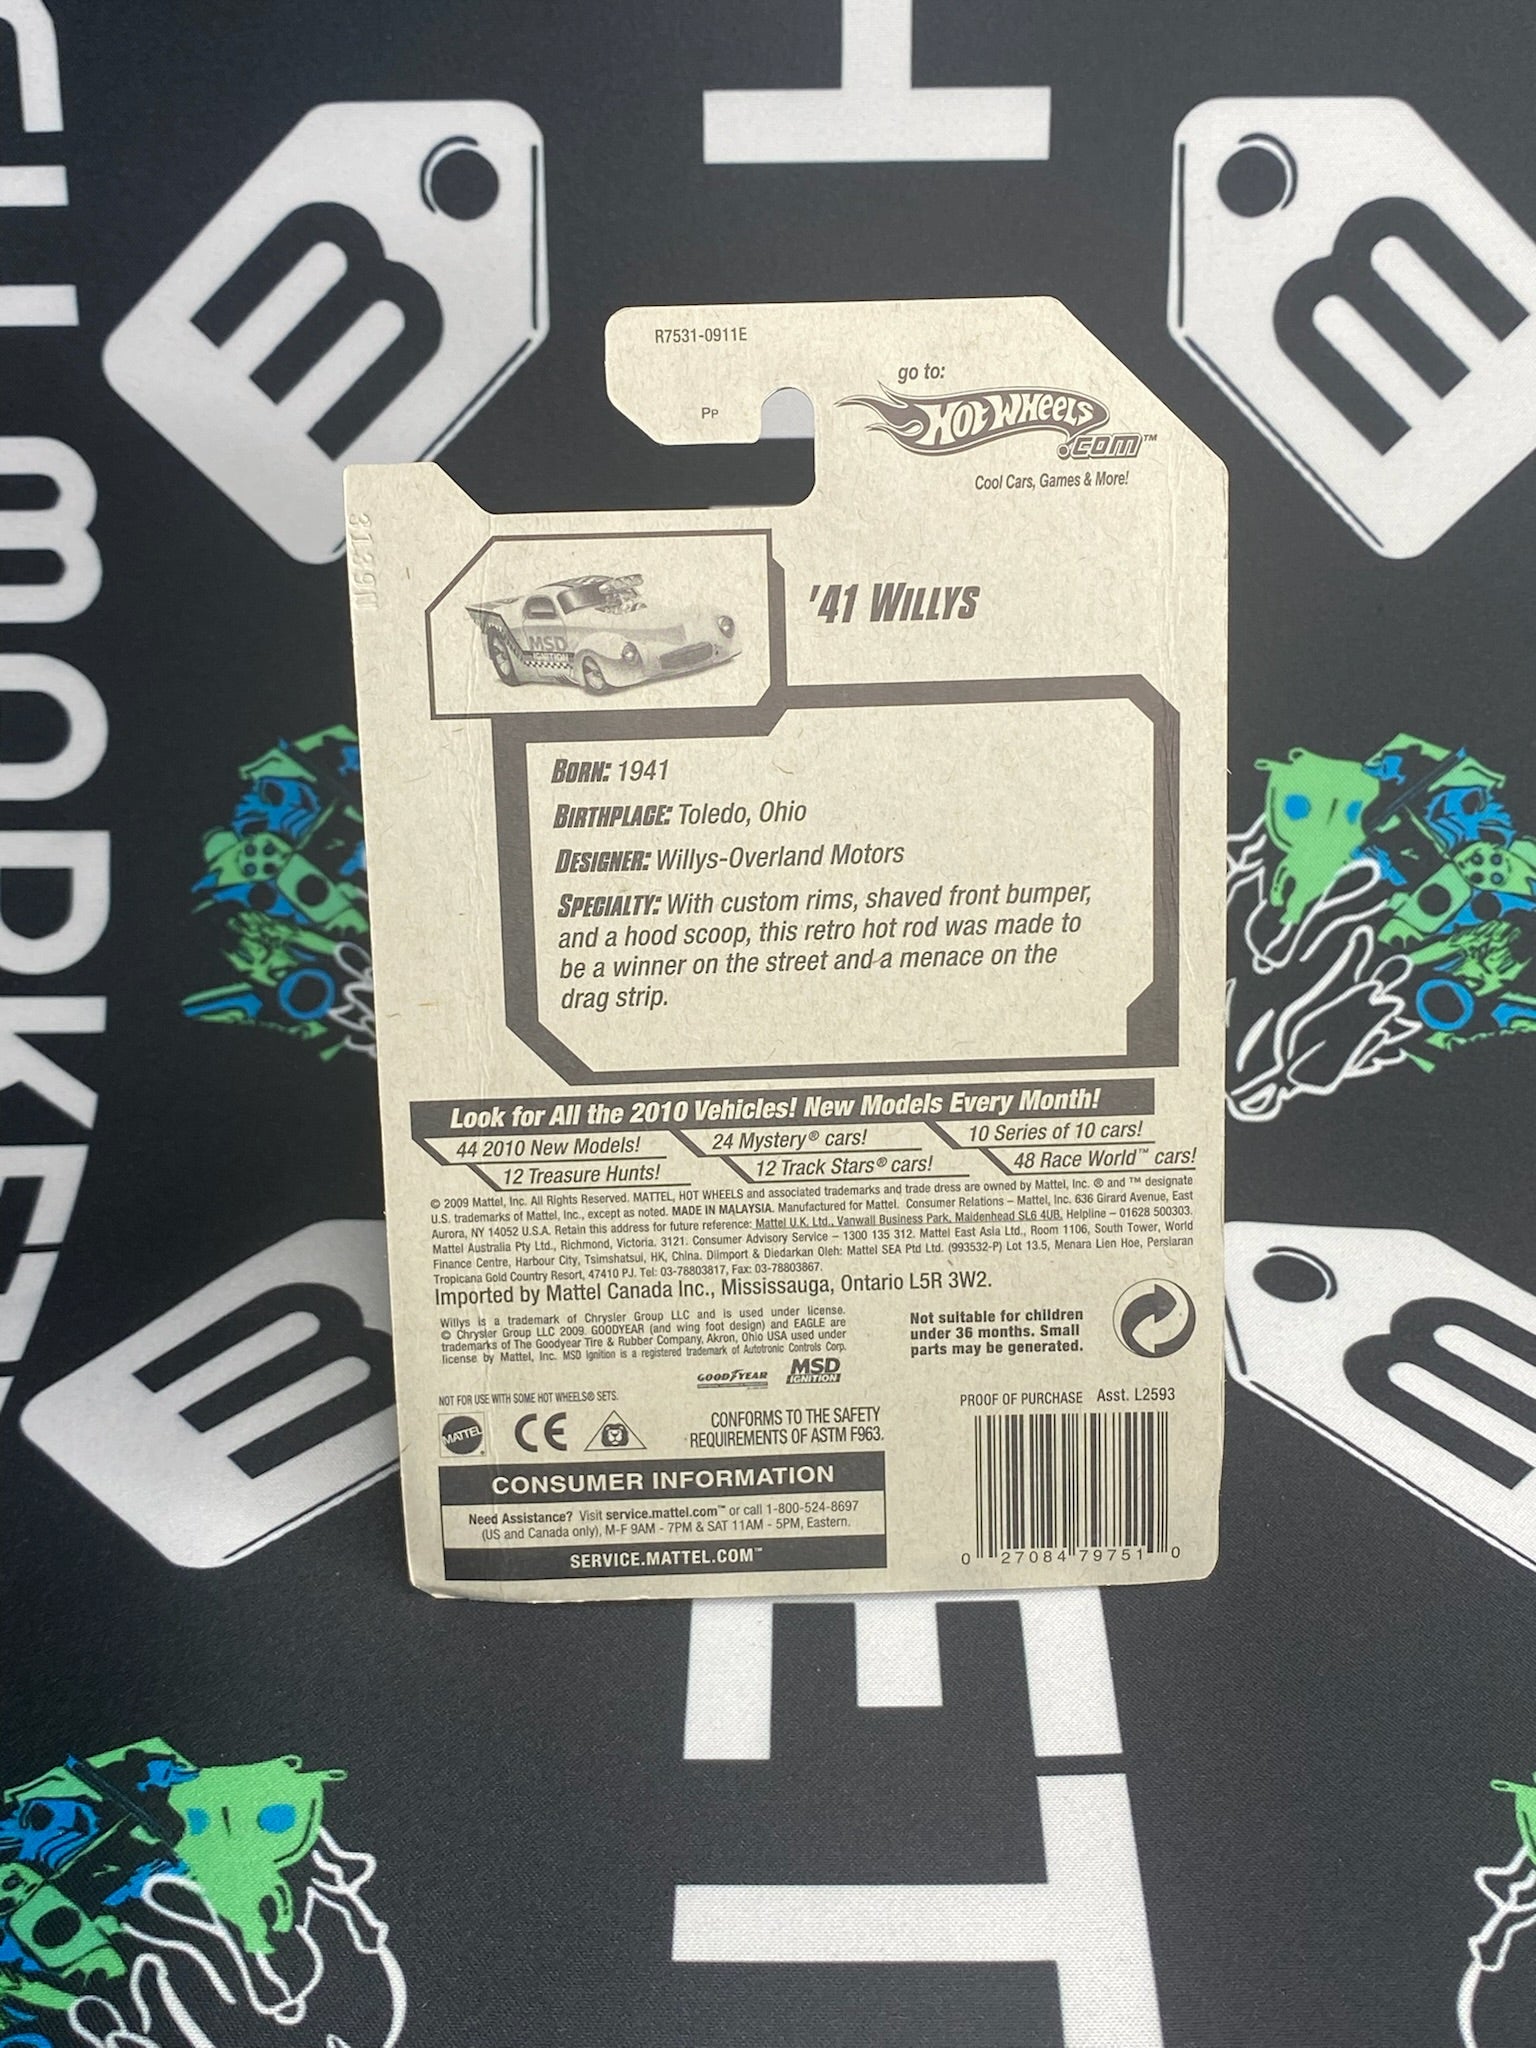 R7531-0911E
PP
go to:
HOT WHEELS
.COM™
Cool Cars, Games & More!
'41 WILLYS
MSD
IGNITION
BORN: 1941
BIRTHPLACE: Toledo, Ohio
DESIGNER: Willys-Overland Motors
SPECIALTY: With custom rims, shaved front bumper,
and a hood scoop, this retro hot rod was made to
be a winner on the street and a menace on the
drag strip.
Look for All the 2010 Vehicles! New Models Every Month!
44 2010 New Models!
24 Mystery® cars!
10 Series of 10 cars!
12 Treasure Hunts!
12 Track Stars® cars!
48 Race World™ cars!
© 2009 Mattel, Inc. All Rights Reserved. MATTEL, HOT WHEELS and associated trademarks and trade dress are owned by Mattel, Inc. ® and ™ designate
U.S. trademarks of Mattel, Inc., except as noted. MADE IN MALAYSIA. Manufactured for Mattel. Consumer Relations – Mattel, Inc. 636 Girard Avenue, East
Aurora, NY 14052 U.S.A. Retain this address for future reference: Mattel U.K. Ltd., Vanwall Business Park, Maidenhead SL6 4UB. Helpline – 01628 500303.
Mattel Australia Pty Ltd., Richmond, Victoria. 3121. Consumer Advisory Service – 1300 135 312. Mattel East Asia Ltd., Room 1106, South Tower, World
Finance Centre, Harbour City, Tsimshatsui, HK, China. Diimport & Diedarkan Oleh: Mattel SEA Ptd Ltd. (993532-P) Lot 13.5, Menara Lien Hoe, Persiaran
Tropicana Gold Country Resort, 47410 PJ. Tel: 03-78803817, Fax: 03-78803867.
Imported by Mattel Canada Inc., Mississauga, Ontario L5R 3W2.
Willys is a trademark of Chrysler Group LLC and is used under license.
© Chrysler Group LLC 2009. GOODYEAR (and wing foot design) and EAGLE are
trademarks of The Goodyear Tire & Rubber Company, Akron, Ohio USA used under
license by Mattel, Inc. MSD Ignition is a registered trademark of Autotronic Controls Corp.
Not suitable for children
under 36 months. Small
parts may be generated.
GOODYEAR
MSD
IGNITION
NOT FOR USE WITH SOME HOT WHEELS® SETS.
PROOF OF PURCHASE Asst. L2593
MATTEL
CE
CONFORMS TO THE SAFETY
REQUIREMENTS OF ASTM F963.
CONSUMER INFORMATION
Need Assistance? Visit service.mattel.com™ or call 1-800-524-8697
(US and Canada only), M-F 9AM - 7PM & SAT 11AM - 5PM, Eastern.
SERVICE.MATTEL.COM™
0 27084 79751 0